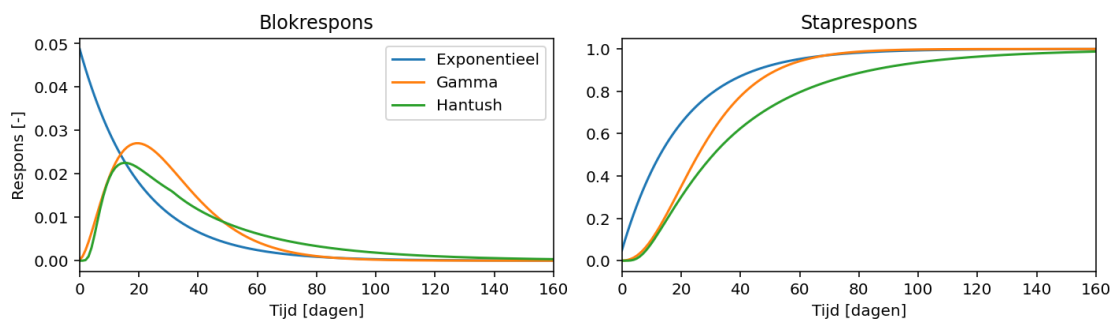 Blokrespons
Respons [-]
0.05
0.04
0.03
0.02
0.01
0.00
Exponentieel
Gamma
Hantush
0 20 40 60 80 100 120 140 160
Tijd [dagen]
Staprespons
1.0
0.8
0.6
0.4
0.2
0.0
0 20 40 60 80 100 120 140 160
Tijd [dagen]